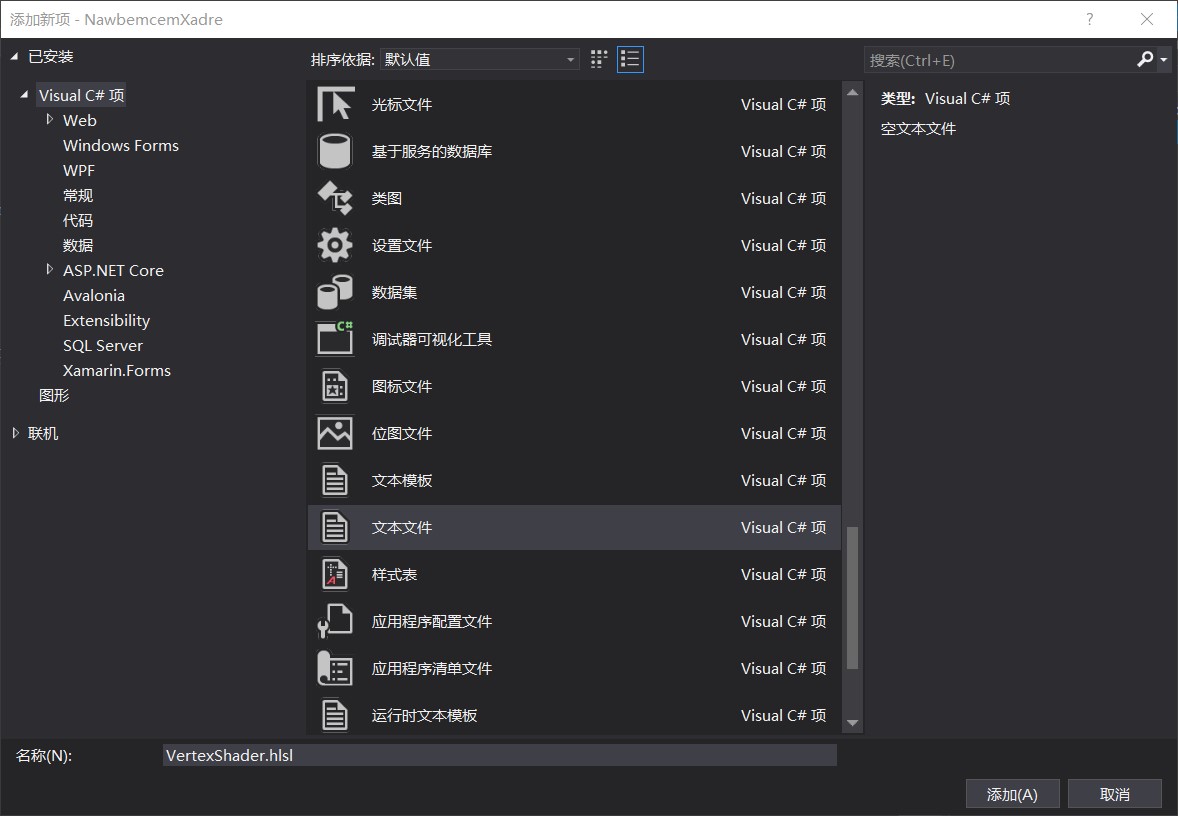 添加新项 - NawbemcemXadre
?
已安装
Visual C# 项
Web
Windows Forms
WPF
常规
代码
数据
ASP.NET Core
Avalonia
Extensibility
SQL Server
Xamarin.Forms
图形
联机
排序依据: 默认值
光标文件 Visual C# 项
基于服务的数据库 Visual C# 项
类图 Visual C# 项
设置文件 Visual C# 项
数据集 Visual C# 项
C#
调试器可视化工具 Visual C# 项
图标文件 Visual C# 项
位图文件 Visual C# 项
文本模板 Visual C# 项
文本文件 Visual C# 项
样式表 Visual C# 项
应用程序配置文件 Visual C# 项
应用程序清单文件 Visual C# 项
运行时文本模板 Visual C# 项
搜索(Ctrl+E)
类型: Visual C# 项
空文本文件
名称(N): VertexShader.hlsl
添加(A) 取消